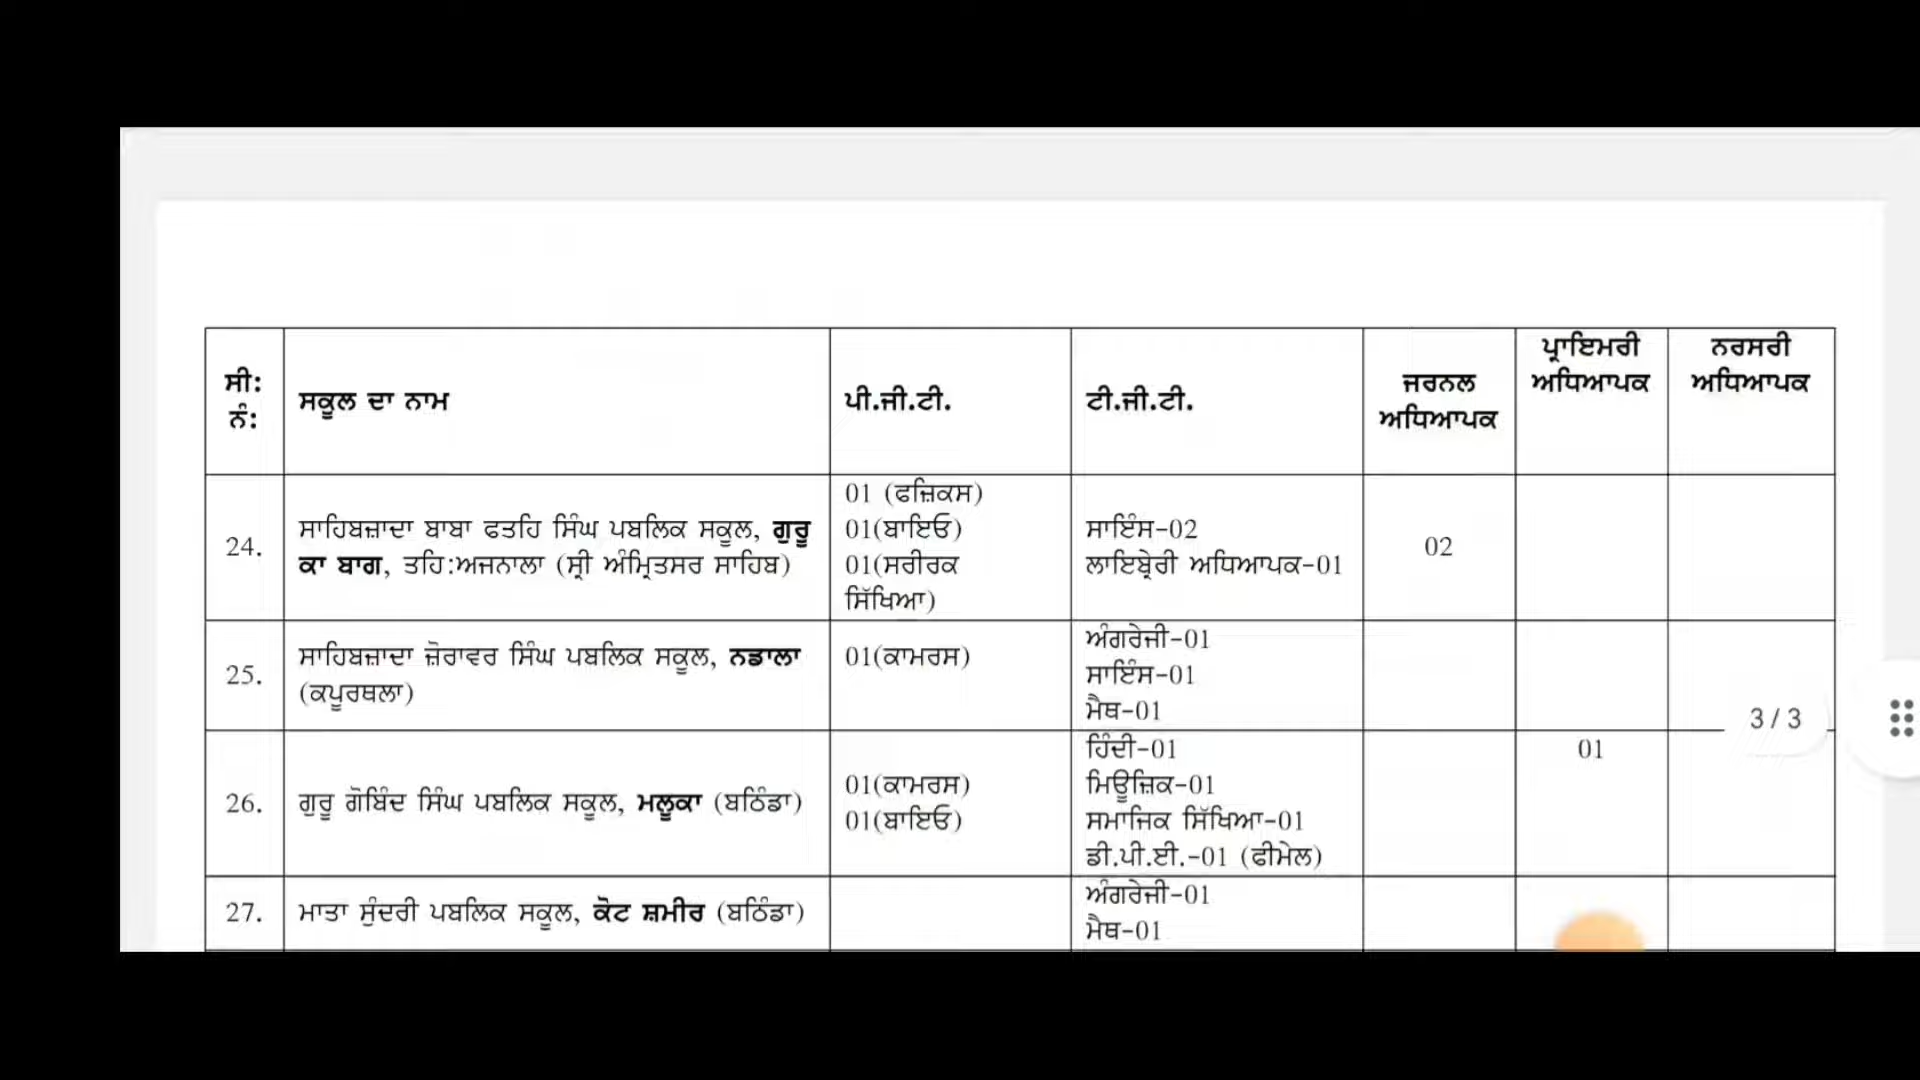 ਸੀ:
ਨੰ:
ਸਕੂਲ ਦਾ ਨਾਮ
ਪੀ.ਜੀ.ਟੀ.
ਟੀ.ਜੀ.ਟੀ.
ਜਰਨਲ
ਅਧਿਆਪਕ
ਪ੍ਰਾਇਮਰੀ
ਅਧਿਆਪਕ
ਨਰਸਰੀ
ਅਧਿਆਪਕ
24.
ਸਾਹਿਬਜ਼ਾਦਾ ਬਾਬਾ ਫਤਹਿ ਸਿੰਘ ਪਬਲਿਕ ਸਕੂਲ, ਗੁਰੂ
ਕਾ ਬਾਗ, ਤਹਿ:ਅਜਨਾਲਾ (ਸ੍ਰੀ ਅੰਮ੍ਰਿਤਸਰ ਸਾਹਿਬ)
01 (ਫਜ਼ਿਕਸ)
01(ਬਾਇਓ)
01(ਸਰੀਰਕ
ਸਿੱਖਿਆ)
ਸਾਇੰਸ-02
ਲਾਇਬ੍ਰੇਰੀ ਅਧਿਆਪਕ-01
02
25.
ਸਾਹਿਬਜ਼ਾਦਾ ਜ਼ੋਰਾਵਰ ਸਿੰਘ ਪਬਲਿਕ ਸਕੂਲ, ਨਡਾਲਾ
(ਕਪੂਰਥਲਾ)
01(ਕਾਮਰਸ)
ਅੰਗਰੇਜੀ-01
ਸਾਇੰਸ-01
ਮੈਥ-01
3 / 3
26.
ਗੁਰੂ ਗੋਬਿੰਦ ਸਿੰਘ ਪਬਲਿਕ ਸਕੂਲ, ਮਲੂਕਾ (ਬਠਿੰਡਾ)
01(ਕਾਮਰਸ)
01(ਬਾਇਓ)
ਹਿੰਦੀ-01
ਮਿਊਜ਼ਿਕ-01
ਸਮਾਜਿਕ ਸਿੱਖਿਆ-01
ਡੀ.ਪੀ.ਈ.-01 (ਫੀਮੇਲ)
01
27.
ਮਾਤਾ ਸੁੰਦਰੀ ਪਬਲਿਕ ਸਕੂਲ, ਕੋਟ ਸ਼ਮੀਰ (ਬਠਿੰਡਾ)
ਅੰਗਰੇਜੀ-01
ਮੈਥ-01